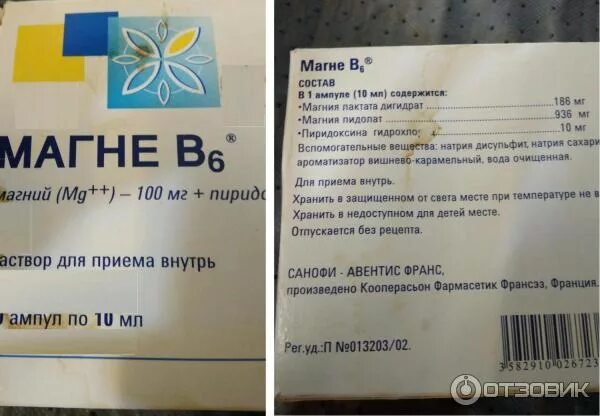 МАГНЕ B6®
магний (Mg++) – 100 мг + пиридо
раствор для приема внутрь
ампул по 10 мл
Магне B6®
СОСТАВ
В 1 ампуле (10 мл) содержится:
•Магния лактата дигидрат 186 мг
•Магния пидолат 936 мг
•Пиридоксина гидрохло 10 мг
Вспомогательные вещества: натрия дисульфит, натрия сахари
ароматизатор вишнево-карамельный, вода очищенная.
Для приема внутрь.
Хранить в защищенном от света месте при температуре не в
Хранить в недоступном для детей месте.
Отпускается без рецепта.
САНОФИ - АВЕНТИС ФРАНС,
произведено Кооперасьон Фармасетик Франсэз, Франция.
Рег.уд.:П №013203/02.
3 582910 02672
ОТЗОВИК